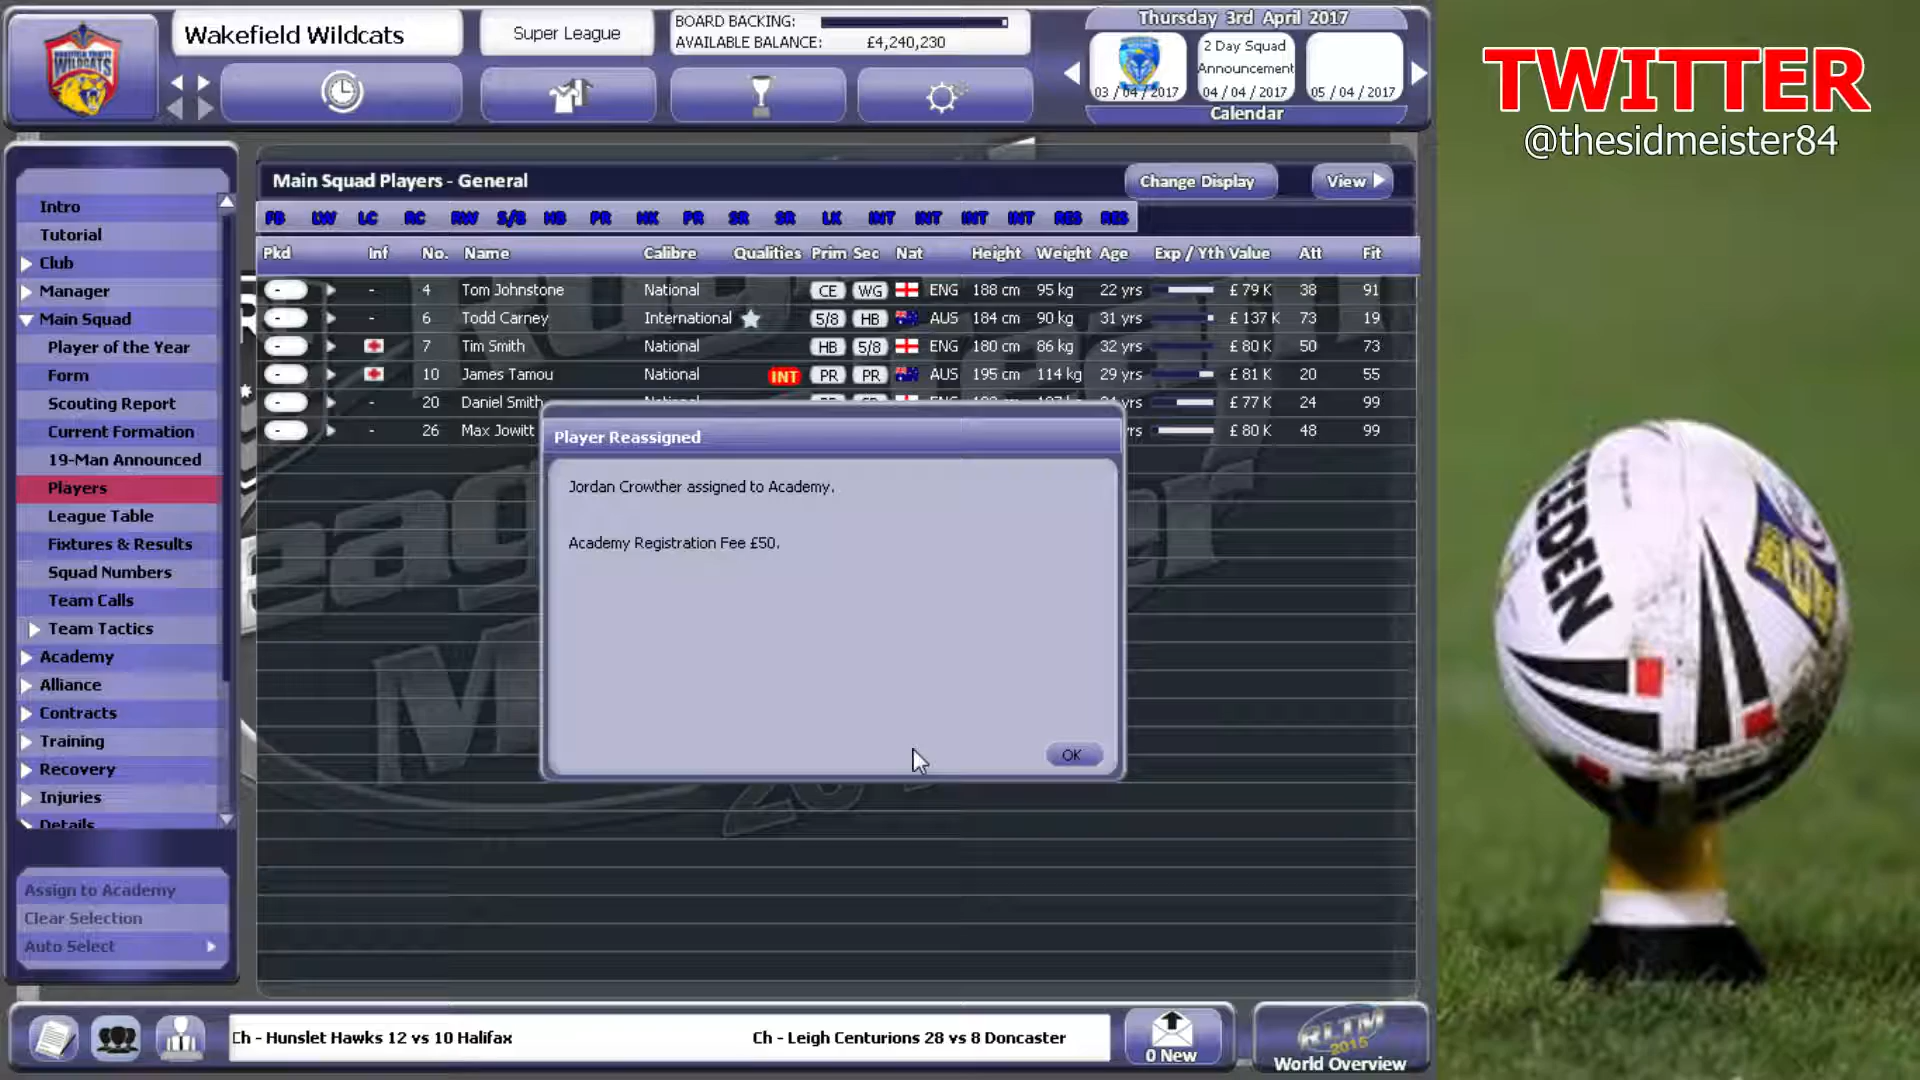 Wakefield Wildcats
Super League
BOARD BACKING:
AVAILABLE BALANCE: £4,240,230
Thursday 3rd April 2017
03 / 04 / 2017
2 Day Squad
Announcement
04 / 04 / 2017
05 / 04 / 2017
Calendar
TWITTER
@thesidmeister84
Intro
Tutorial
Club
Manager
Main Squad
Player of the Year
Form
Scouting Report
Current Formation
19-Man Announced
Players
League Table
Fixtures & Results
Squad Numbers
Team Calls
Team Tactics
Academy
Alliance
Contracts
Training
Recovery
Injuries
Details
Assign to Academy
Clear Selection
Auto Select
Main Squad Players - General
Change Display
View
FB LW LC RC RW S/B HB PR HK PR SR SR LK INT INT INT INT RES RES
Pkd Inf No. Name Calibre Qualities Prim Sec Nat Height Weight Age Exp / Yth Value Att Fit
- - 4 Tom Johnstone National CE WG ENG 188 cm 95 kg 22 yrs £ 79 K 38 91
- - 6 Todd Carney International 5/8 HB AUS 184 cm 90 kg 31 yrs £ 137 K 73 19
- 7 Tim Smith National HB 5/8 ENG 180 cm 86 kg 32 yrs £ 80 K 50 73
- 10 James Tamou National INT PR PR AUS 195 cm 114 kg 29 yrs £ 81 K 20 55
- - 20 Daniel Smith yrs £ 77 K 24 99
- - 26 Max Jowitt yrs £ 80 K 48 99
Player Reassigned
Jordan Crowther assigned to Academy.
Academy Registration Fee £50.
OK
Ch - Hunslet Hawks 12 vs 10 Halifax
Ch - Leigh Centurions 28 vs 8 Doncaster
0 New
RLTM
2015
World Overview